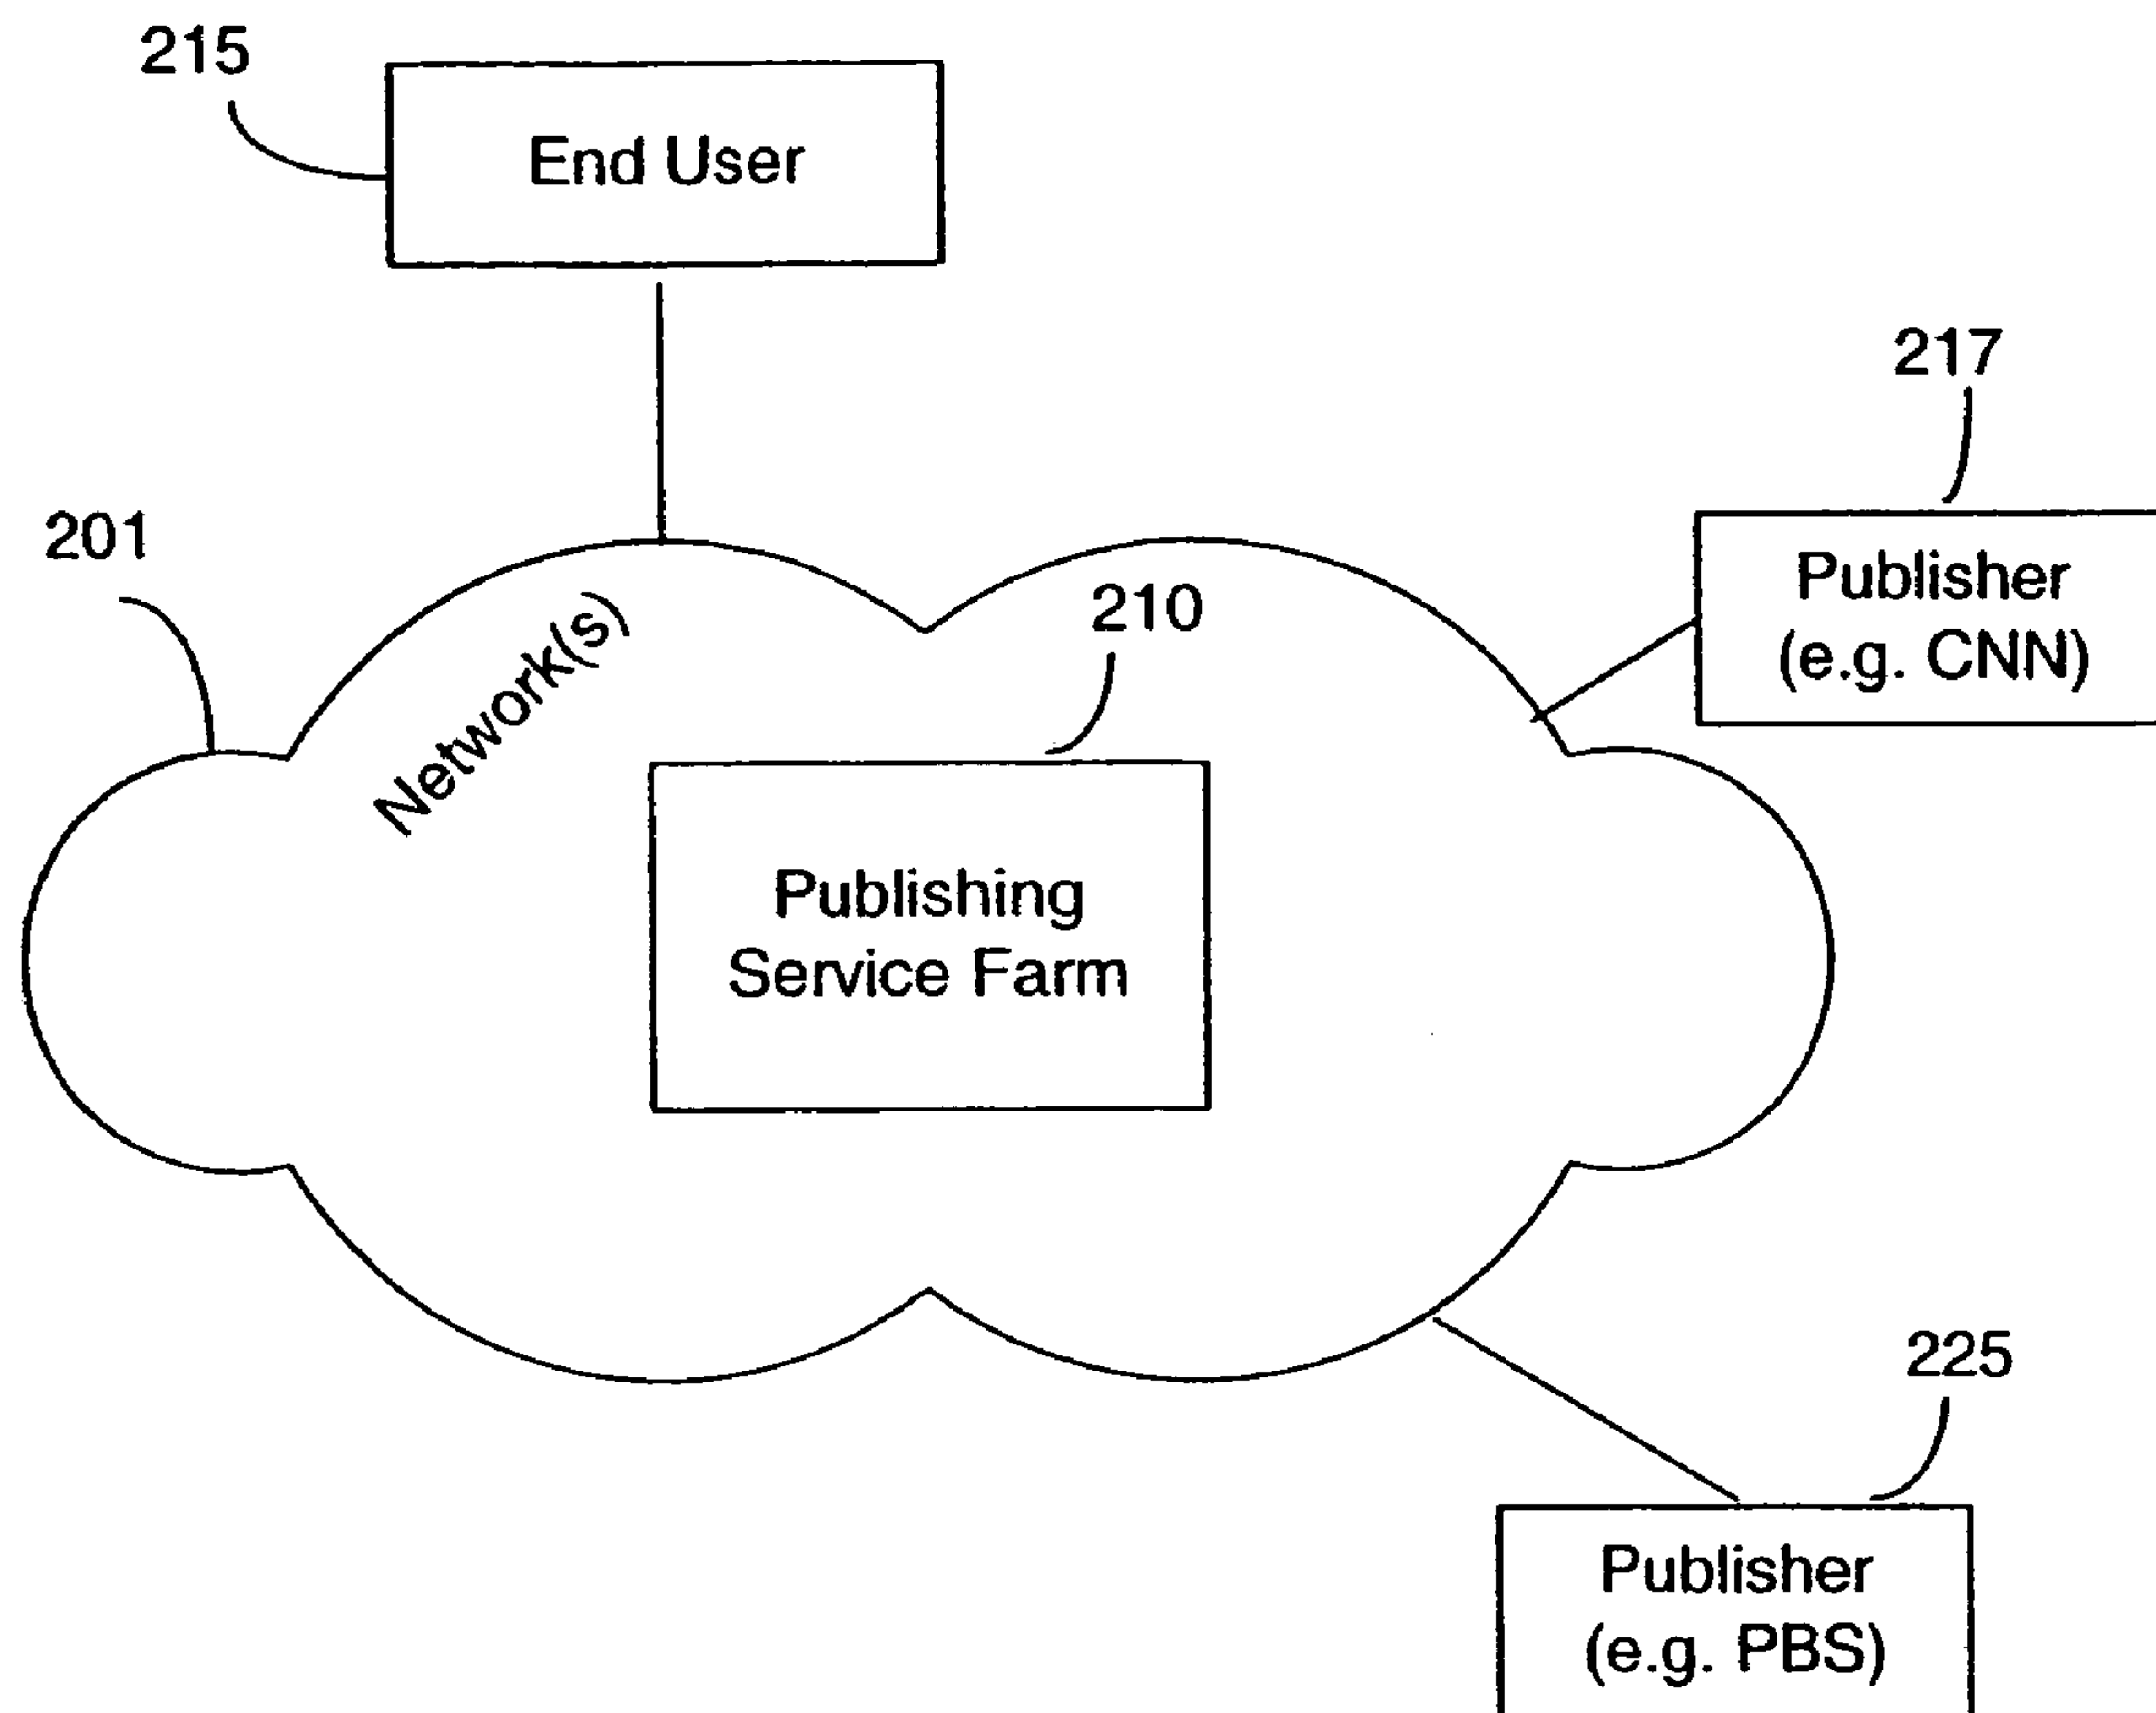 215
End User
217
Publisher
(e.g. CNN)
201
Network(s)
210
Publishing
Service Farm
225
Publisher
(e.g. PBS)